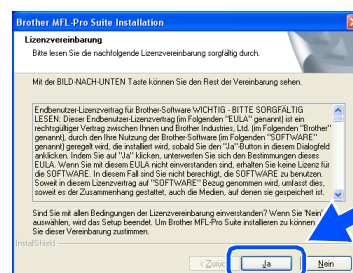 Brother MFL-Pro Suite Installation
Lizenzvereinbarung
Bitte lesen Sie die nachfolgende Lizenzvereinbarung sorgfältig durch.
Mit der BILD-NACH-UNTEN Taste können Sie den Rest der Vereinbarung sehen.
Endbenutzer-Lizenzvertrag für Brother-Software WICHTIG - BITTE SORGFÄLTIG
LESEN: Dieser Endbenutzer-Lizenzvertrag (im Folgenden "EULA" genannt) ist ein
rechtsgültiger Vertrag zwischen Ihnen und Brother Industries, Ltd. (im Folgenden "Brother"
genannt), durch den Ihre Nutzung der Brother-Software (im Folgenden "SOFTWARE"
genannt) geregelt wird, die installiert wird, sobald Sie den "Ja"-Button in diesem Dialogfeld
anklicken. Indem Sie auf "Ja" klicken, unterwerfen Sie sich den Bestimmungen dieses
EULA. Wenn Sie mit diesem EULA nicht einverstanden sind, erhalten Sie keine Lizenz für
die SOFTWARE. In diesem Fall sind Sie nicht berechtigt, die SOFTWARE zu benutzen.
Soweit in diesem Lizenzvertrag auf "SOFTWARE" Bezug genommen wird, umfasst dies,
soweit es der Zusammenhang gestattet, auch die Medien, auf denen sie gespeichert ist.
Sind Sie mit allen Bedingungen der Lizenzvereinbarung einverstanden? Wenn Sie 'Nein'
auswählen, wird das Setup beendet. Um Brother MFL-Pro Suite installieren zu können
Sie dieser Vereinbarung zustimmen.
InstallShield
< Zurüc Ja Nein